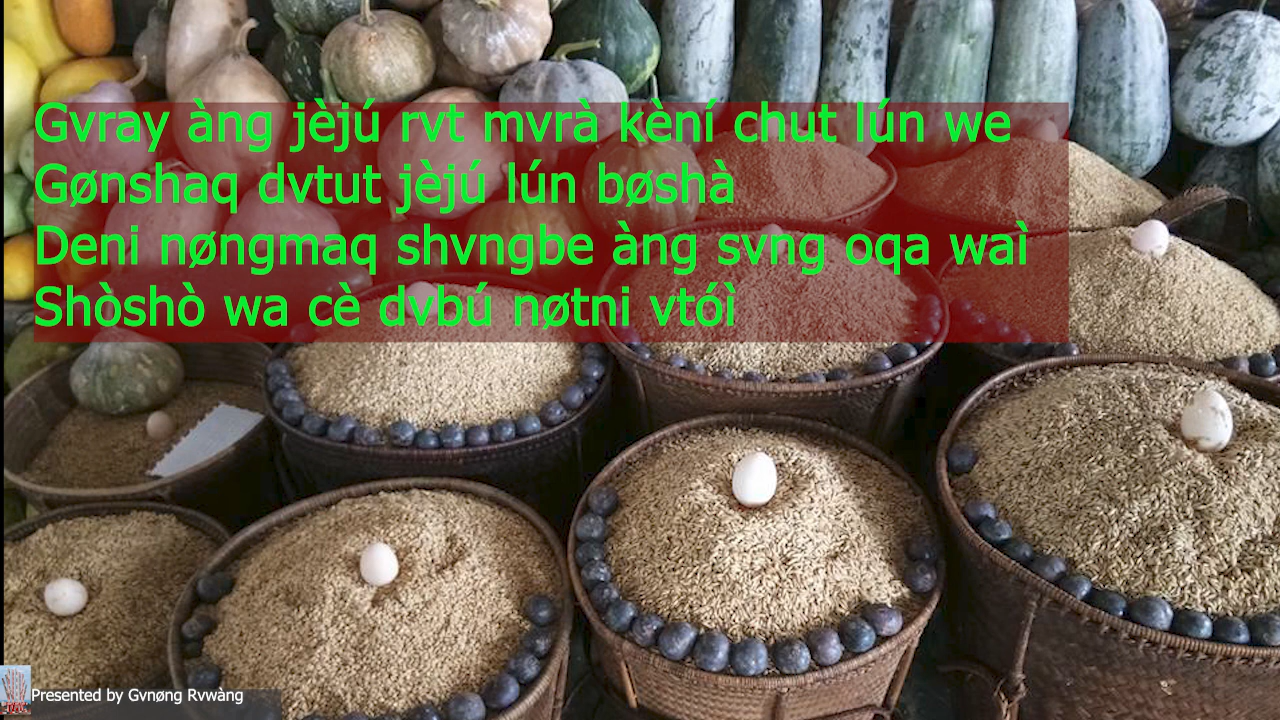 Gvray àng jèjú rvt mvrà kèní chut lún we
Gønshaq dvtut jèjú lún bøshà
Deni nøngmaq shvngbe àng svng oqa waì
Shòshò wa cè dvbú nøtni vtóì
Presented by Gvnøng Rvwàng